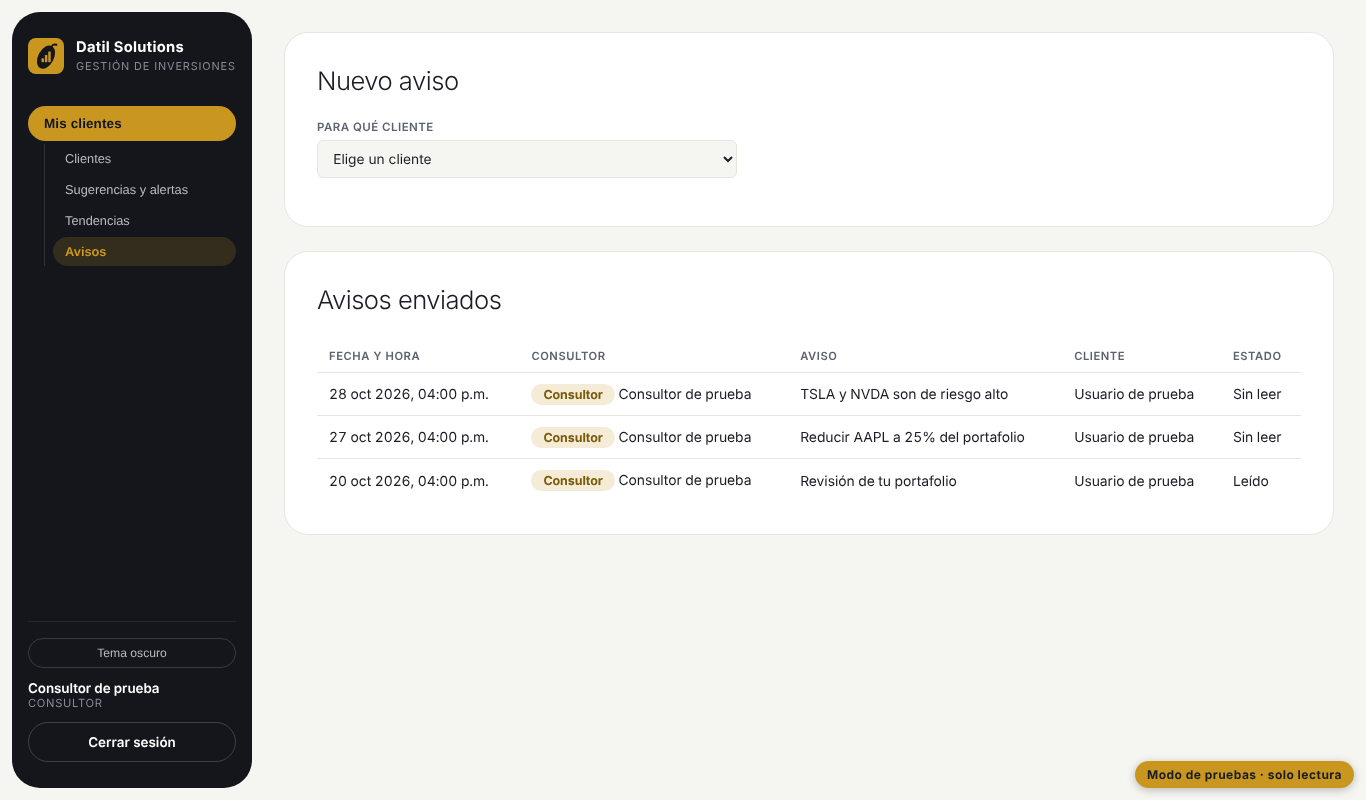 Datil Solutions
GESTIÓN DE INVERSIONES
Mis clientes
Clientes
Sugerencias y alertas
Tendencias
Avisos
Tema oscuro
Consultor de prueba
CONSULTOR
Cerrar sesión
Nuevo aviso
PARA QUÉ CLIENTE
Elige un cliente
Avisos enviados
FECHA Y HORA CONSULTOR AVISO CLIENTE ESTADO
28 oct 2026, 04:00 p.m. Consultor Consultor de prueba TSLA y NVDA son de riesgo alto Usuario de prueba Sin leer
27 oct 2026, 04:00 p.m. Consultor Consultor de prueba Reducir AAPL a 25% del portafolio Usuario de prueba Sin leer
20 oct 2026, 04:00 p.m. Consultor Consultor de prueba Revisión de tu portafolio Usuario de prueba Leído
Modo de pruebas · solo lectura